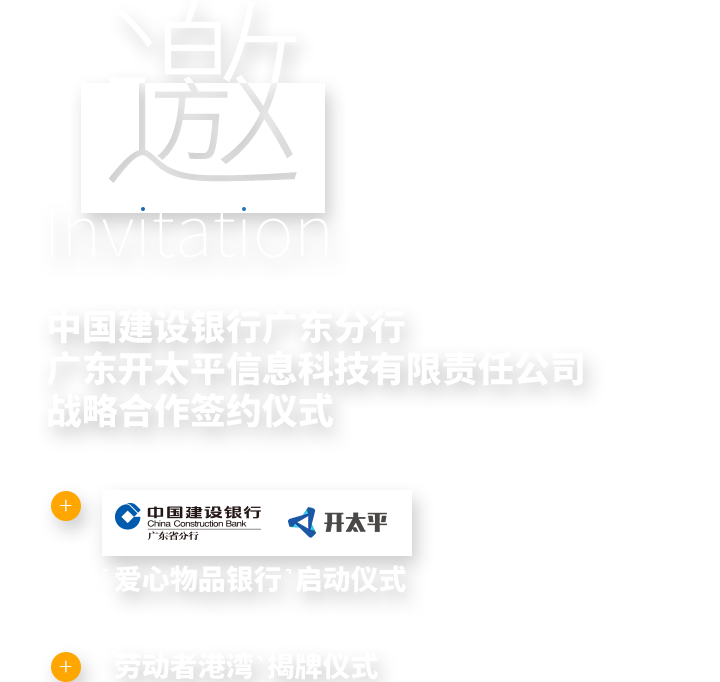 邀
Invitation
中国建设银行广东分行
广东开太平信息科技有限责任公司
战略合作签约仪式
+
中国建设银行
China Construction Bank
广东省分行
开太平
“爱心物品银行”启动仪式
+
“劳动者港湾”揭牌仪式